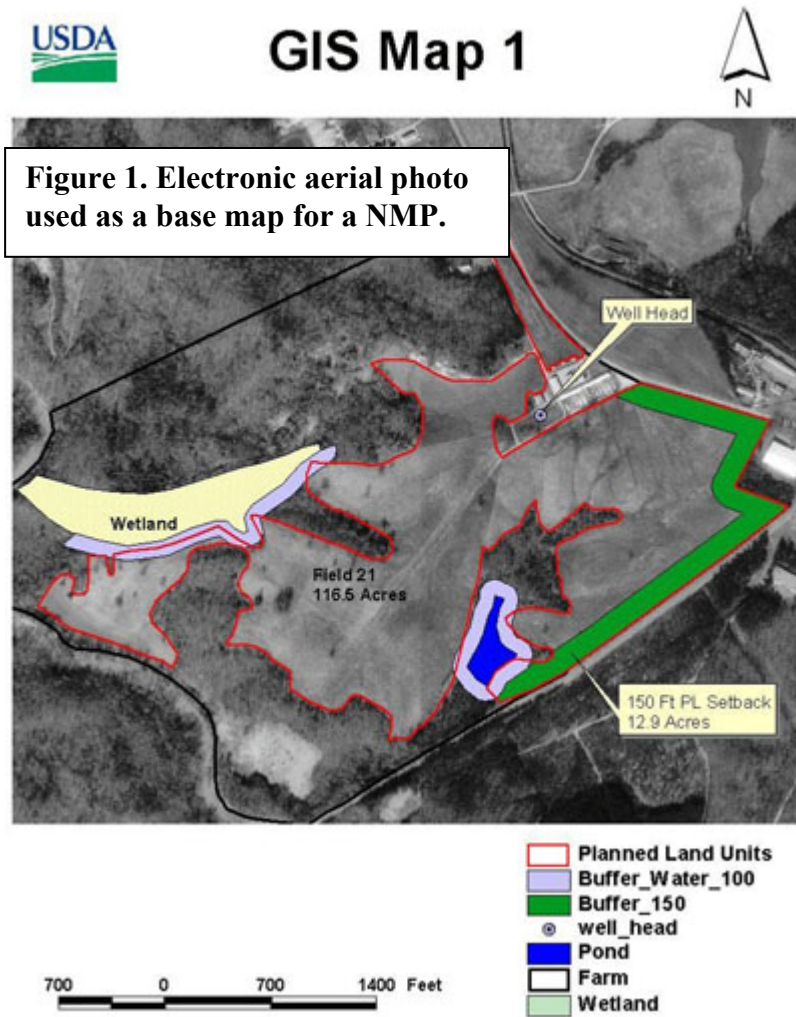 USDA
GIS Map 1
N
Figure 1. Electronic aerial photo
used as a base map for a NMP.
Well Head
Wetland
Field 21
116.5 Acres
150 Ft PL Setback
12.9 Acres
Planned Land Units
Buffer_Water_100
Buffer_150
well_head
Pond
Farm
Wetland
700 0 700 1400 Feet